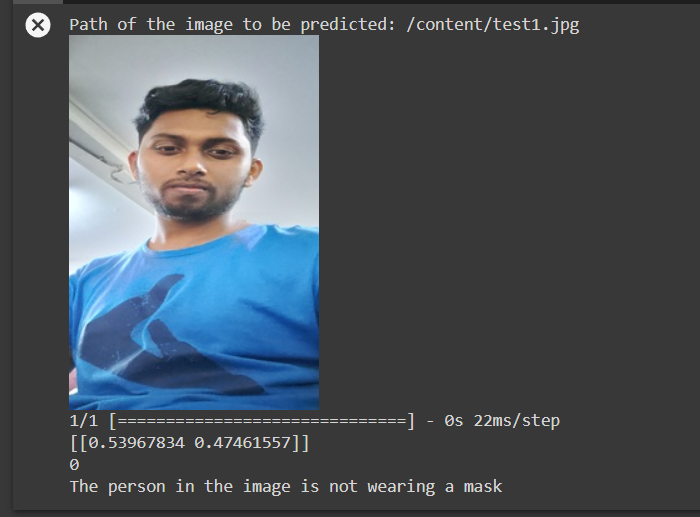 Path of the image to be predicted: /content/test1.jpg
1/1 [==============================] - 0s 22ms/step
[[0.53967834 0.47461557]]
0
The person in the image is not wearing a mask